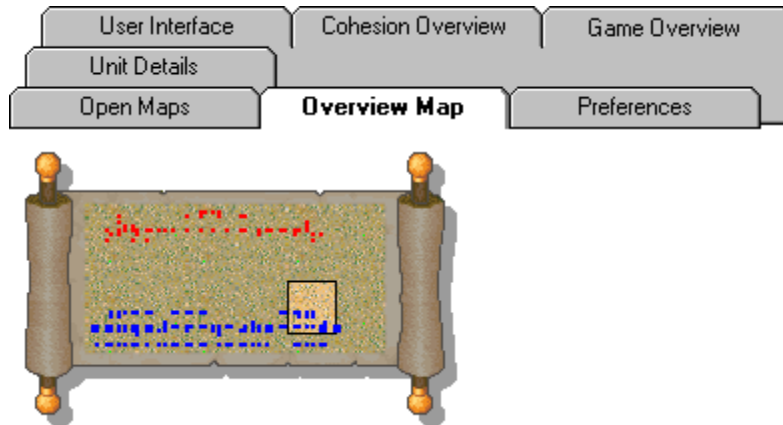 User Interface Cohesion Overview Game Overview
Unit Details
Open Maps Overview Map Preferences